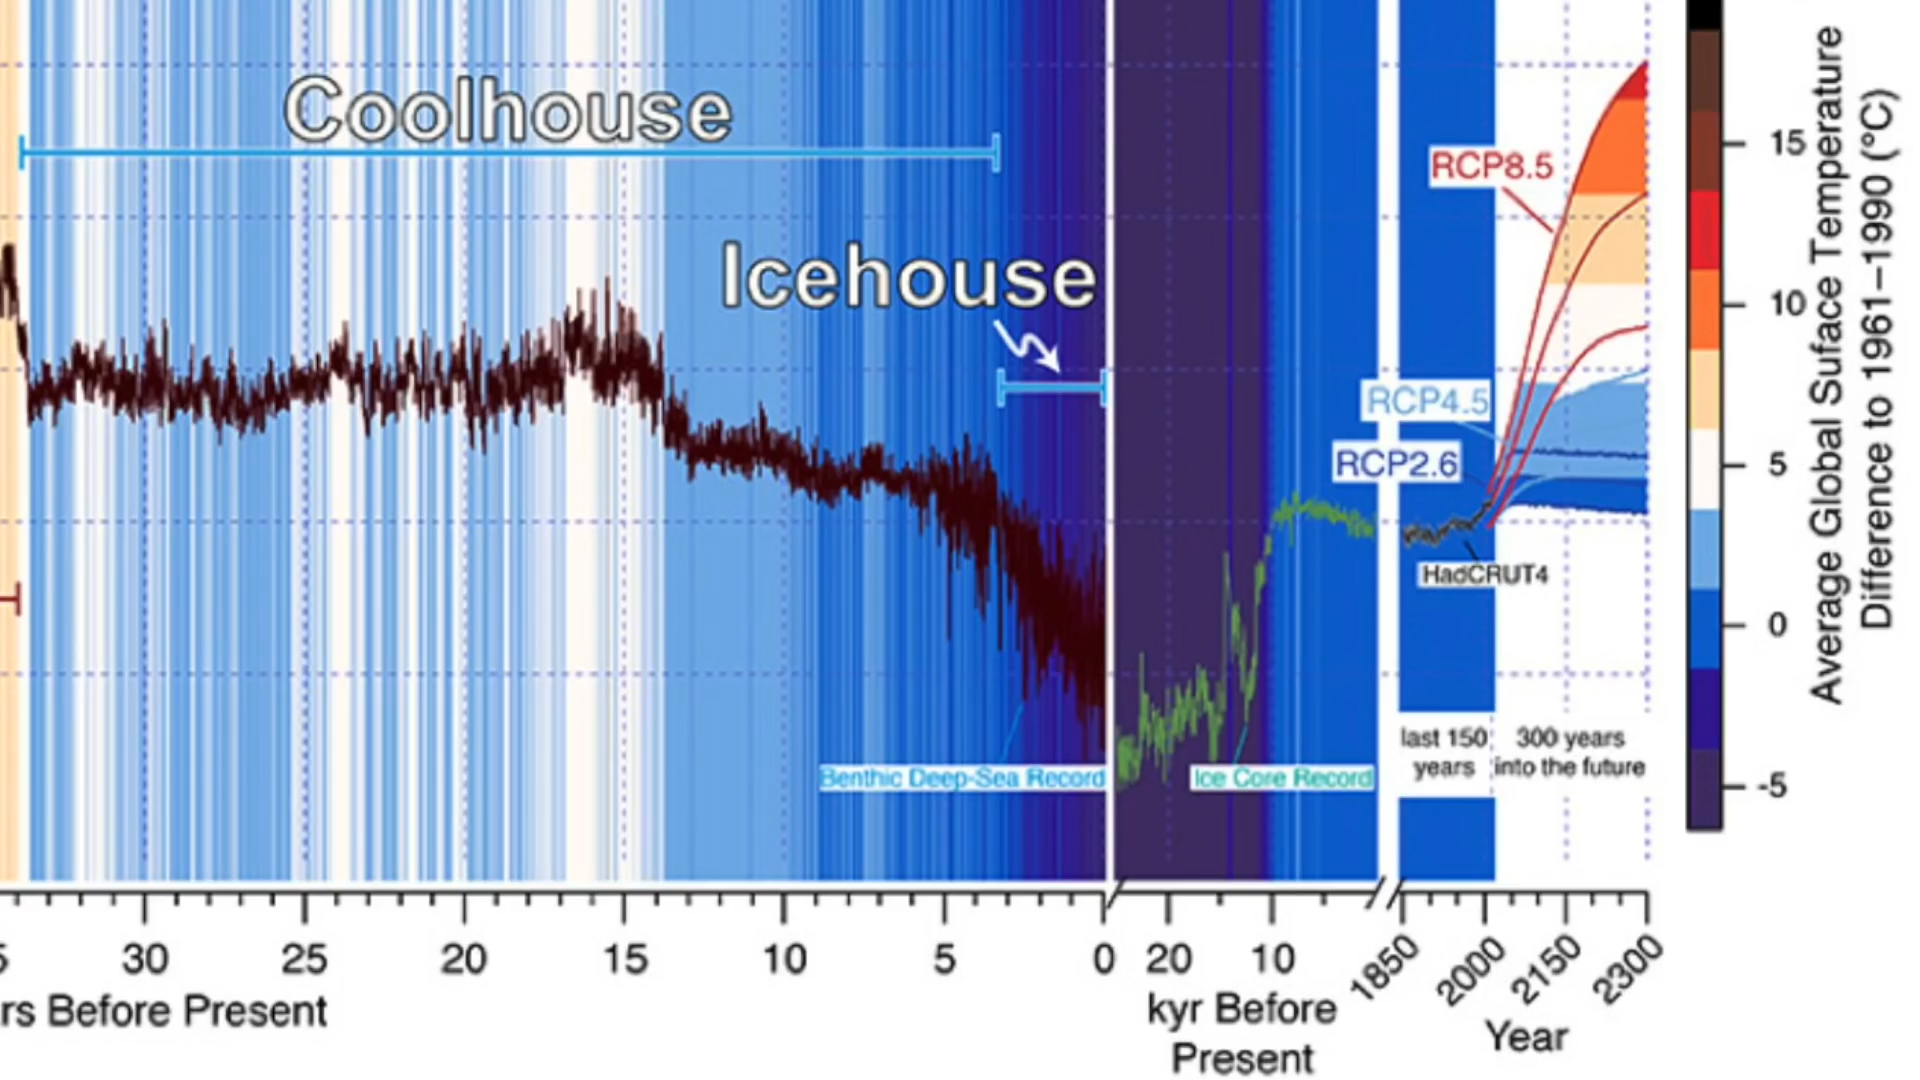 Coolhouse
Icehouse
RCP8.5
RCP4.5
RCP2.6
HadCRUT4
last 150
years
300 years
into the future
Benthic Deep-Sea Record
Ice Core Record
30 25 20 15 10 5 0
rs Before Present
20 10
kyr Before
Present
1850 2000 2150 2300
Year
15
10
5
0
-5
Average Global Suface Temperature
Difference to 1961–1990 (°C)